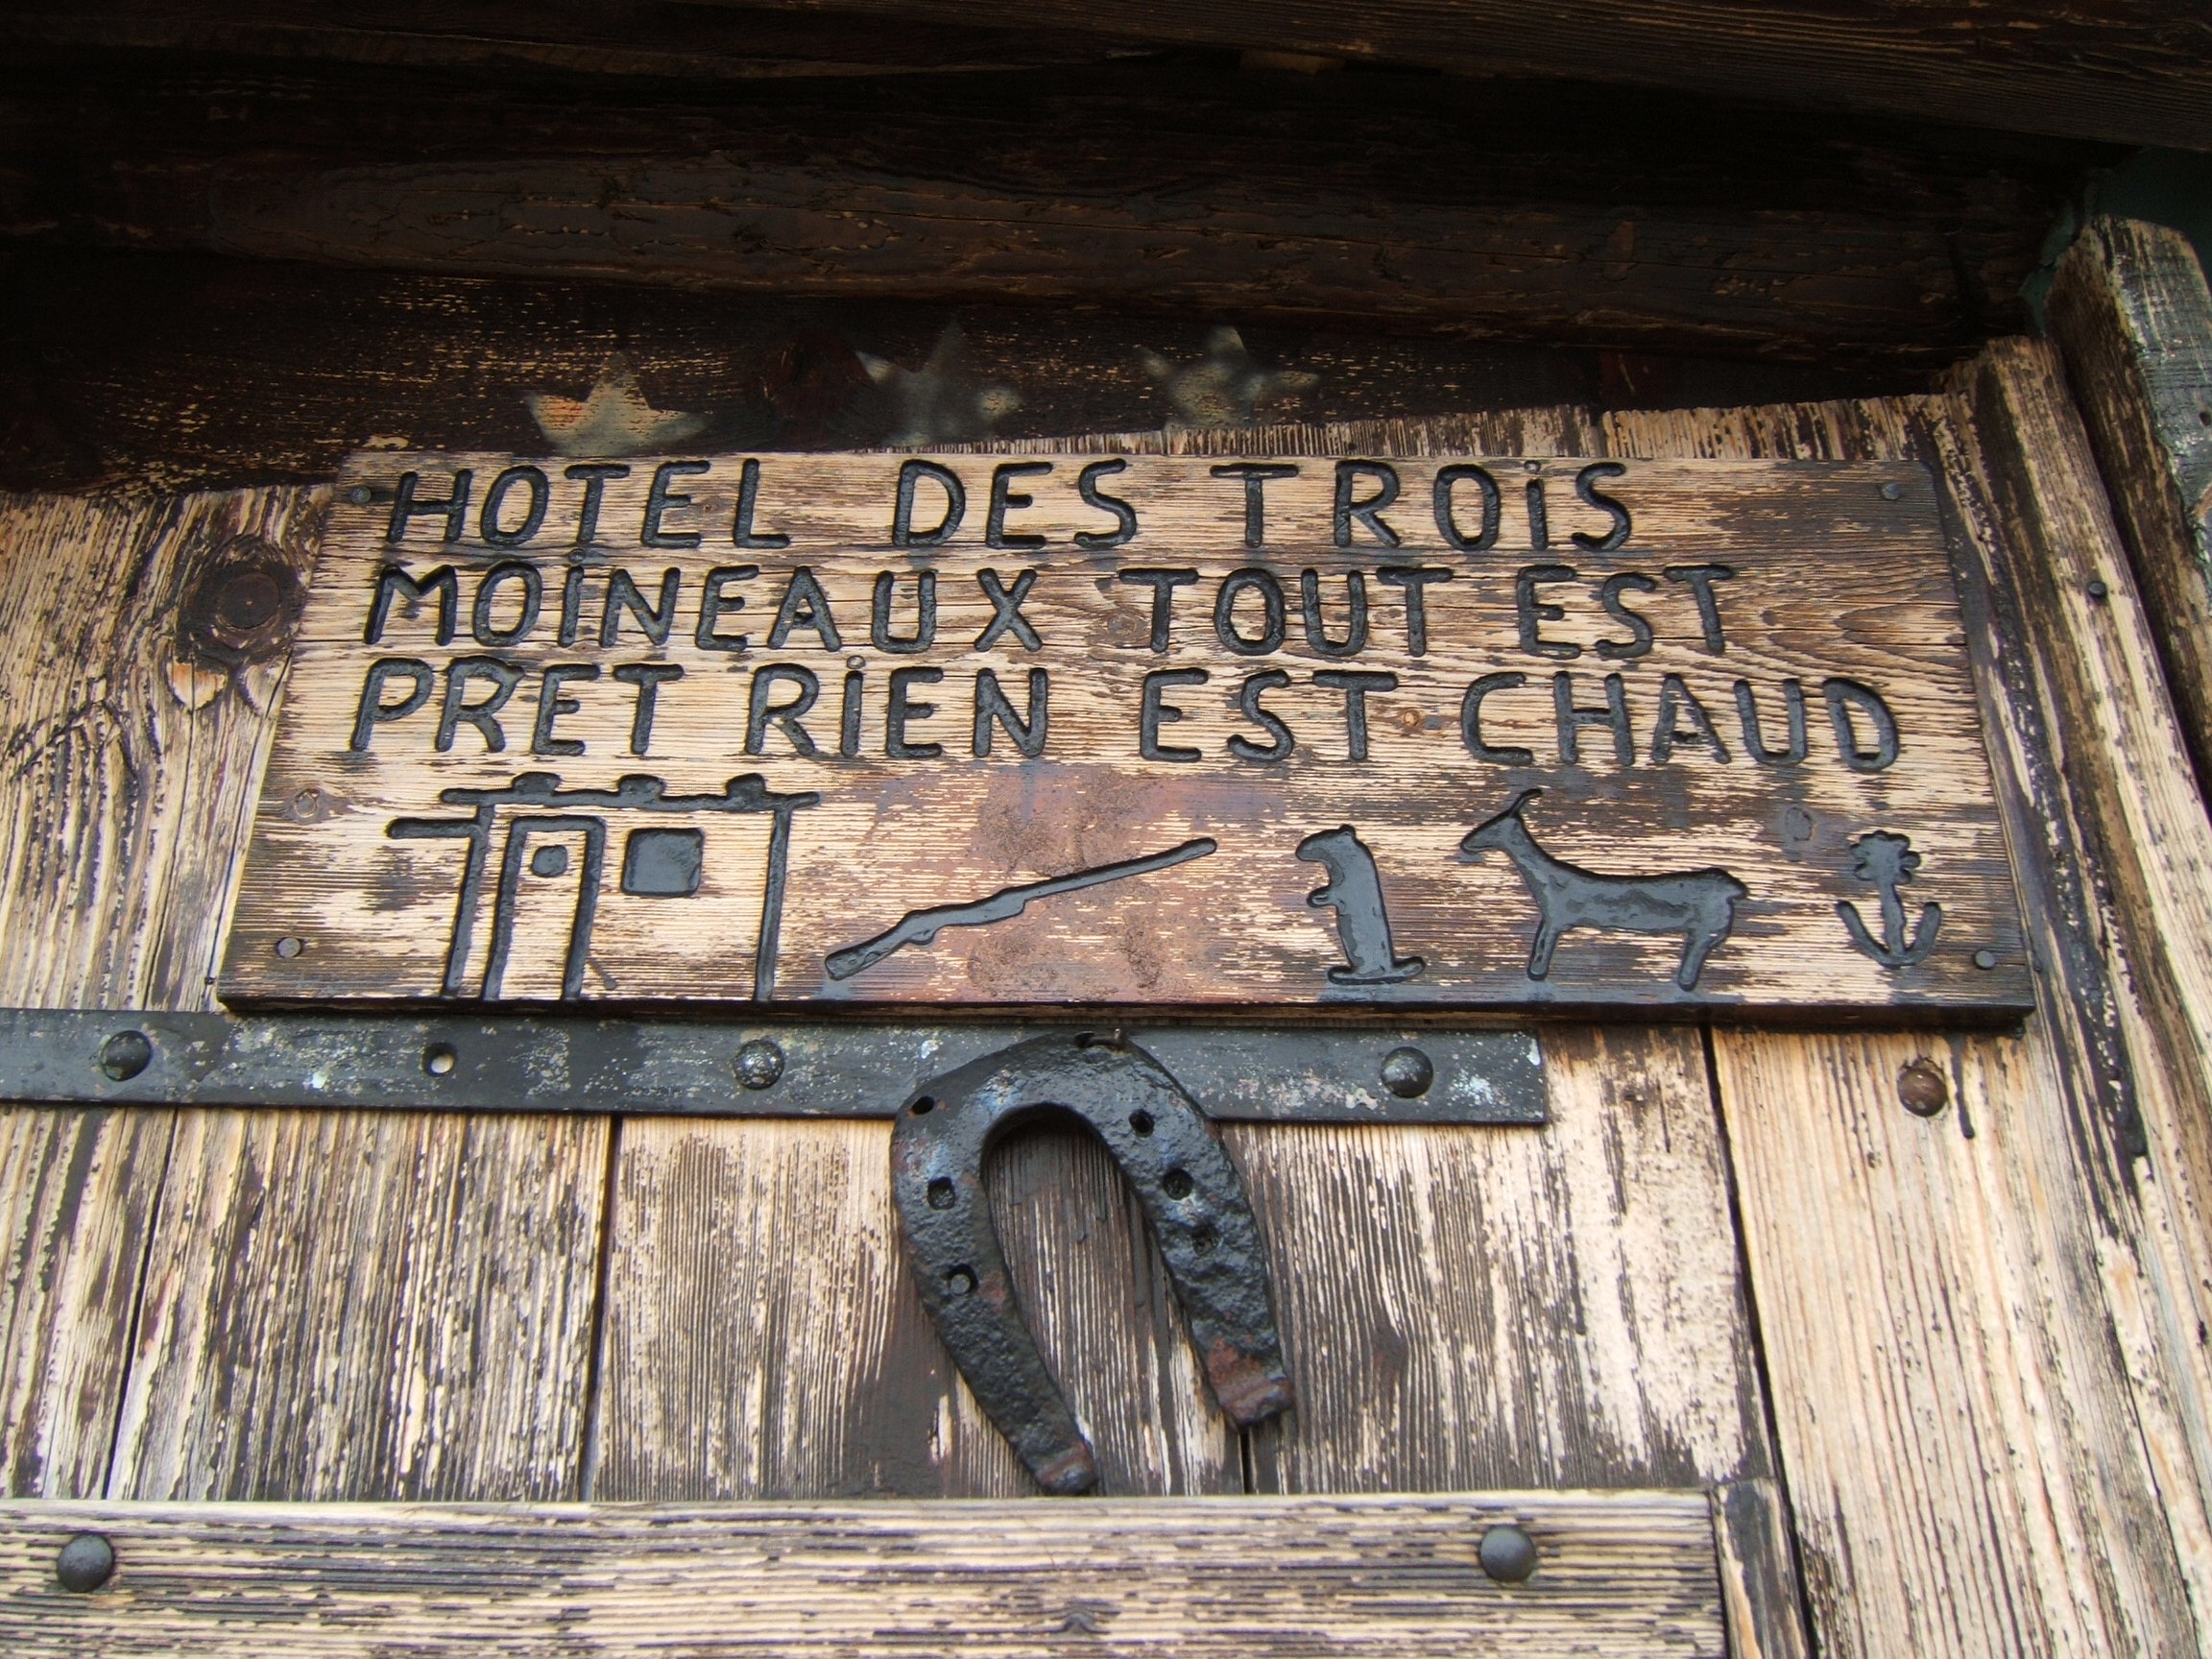 HOTEL DES TROiS
MOiNEAUX TOUT EST
PRET RiEN EST CHAUD